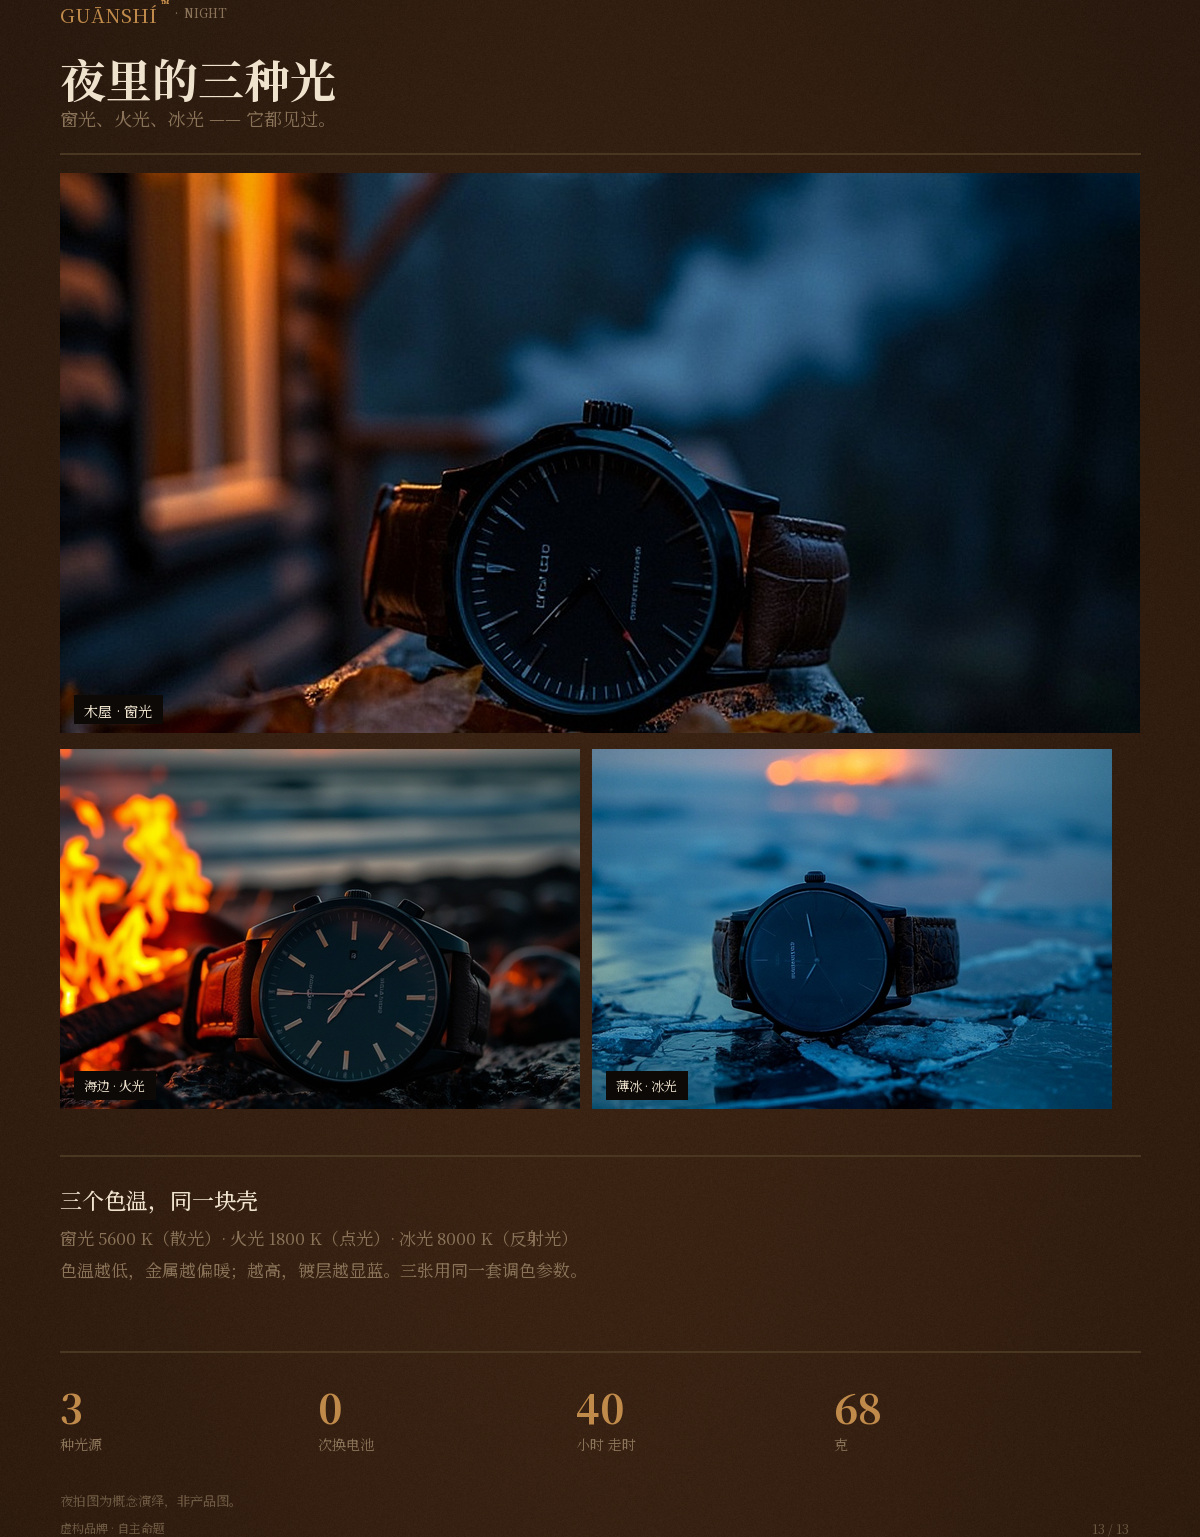 GUĀNSHÍ™ · NIGHT
夜里的三种光
窗光、火光、冰光 —— 它都见过。
木屋 · 窗光
海边 · 火光
薄冰 · 冰光
三个色温，同一块壳
窗光 5600 K（散光）· 火光 1800 K（点光）· 冰光 8000 K（反射光）
色温越低，金属越偏暖；越高，镀层越显蓝。三张用同一套调色参数。
3
种光源
0
次换电池
40
小时 走时
68
克
夜拍图为概念演绎，非产品图。
虚构品牌 · 自主命题
13 / 13